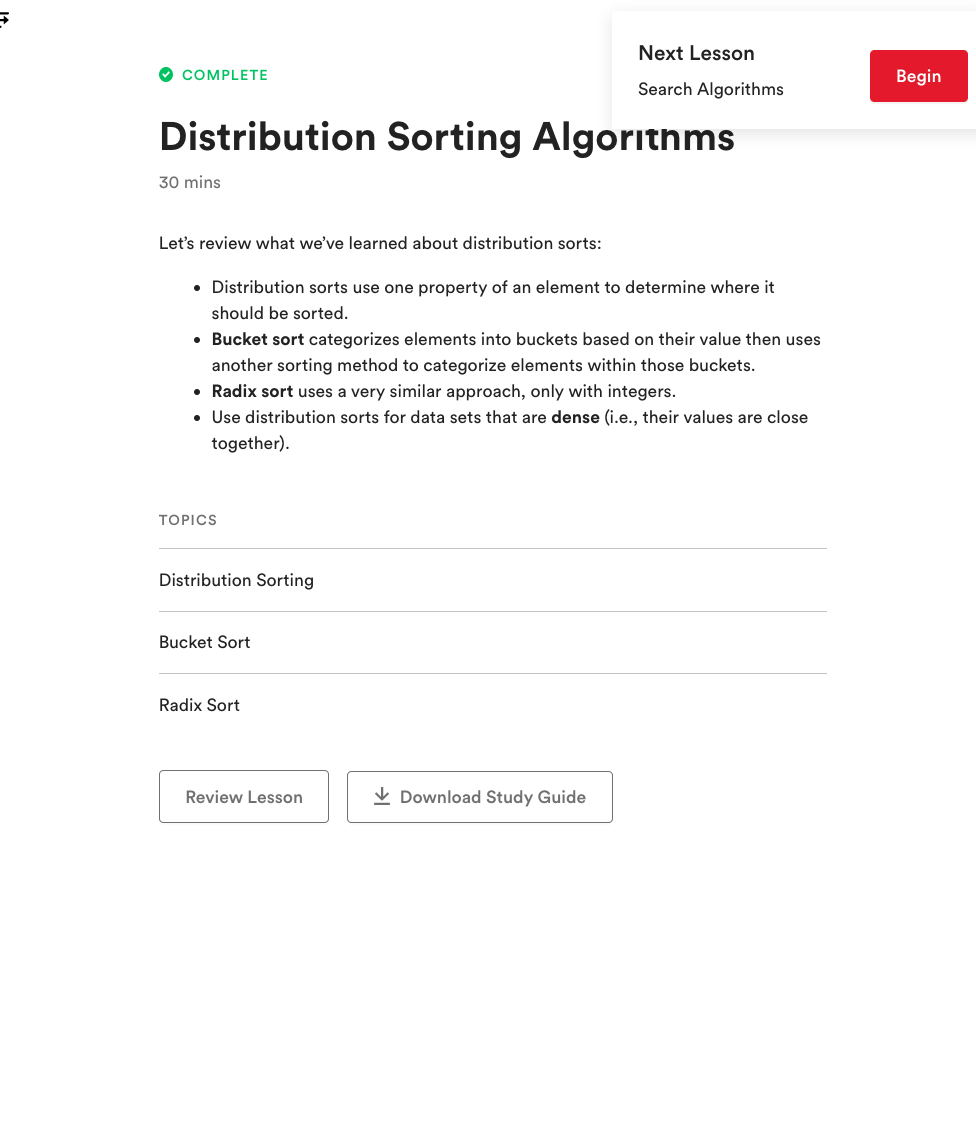 COMPLETE
Next Lesson
Search Algorithms
Begin
Distribution Sorting Algorithms
30 mins
Let’s review what we’ve learned about distribution sorts:
Distribution sorts use one property of an element to determine where it
should be sorted.
Bucket sort categorizes elements into buckets based on their value then uses
another sorting method to categorize elements within those buckets.
Radix sort uses a very similar approach, only with integers.
Use distribution sorts for data sets that are dense (i.e., their values are close
together).
TOPICS
Distribution Sorting
Bucket Sort
Radix Sort
Review Lesson
Download Study Guide